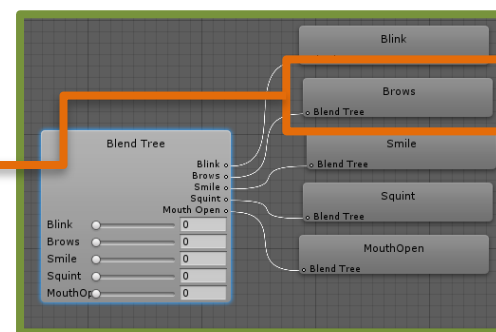 Blink
Brows
Blend Tree
Smile
Blend Tree
Squint
Blend Tree
MouthOpen
Blend Tree
Blend Tree
Blink
Brows
Smile
Squint
Mouth Open
Blink 0
Brows 0
Smile 0
Squint 0
0